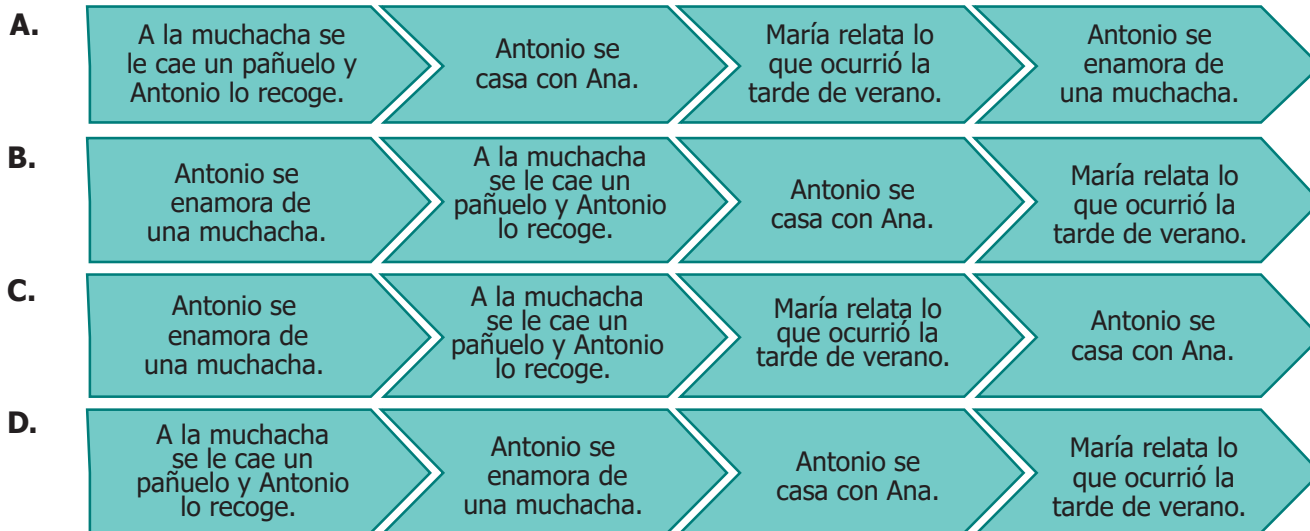 A.
A la muchacha se
le cae un pañuelo y
Antonio lo recoge.
Antonio se
casa con Ana.
María relata lo
que ocurrió la
tarde de verano.
Antonio se
enamora de
una muchacha.
B.
Antonio se
enamora de
una muchacha.
A la muchacha
se le cae un
pañuelo y Antonio
lo recoge.
Antonio se
casa con Ana.
María relata lo
que ocurrió la
tarde de verano.
C.
Antonio se
enamora de
una muchacha.
A la muchacha
se le cae un
pañuelo y Antonio
lo recoge.
María relata lo
que ocurrió la
tarde de verano.
Antonio se
casa con Ana.
D.
A la muchacha
se le cae un
pañuelo y Antonio
lo recoge.
Antonio se
enamora de
una muchacha.
Antonio se
casa con Ana.
María relata lo
que ocurrió la
tarde de verano.